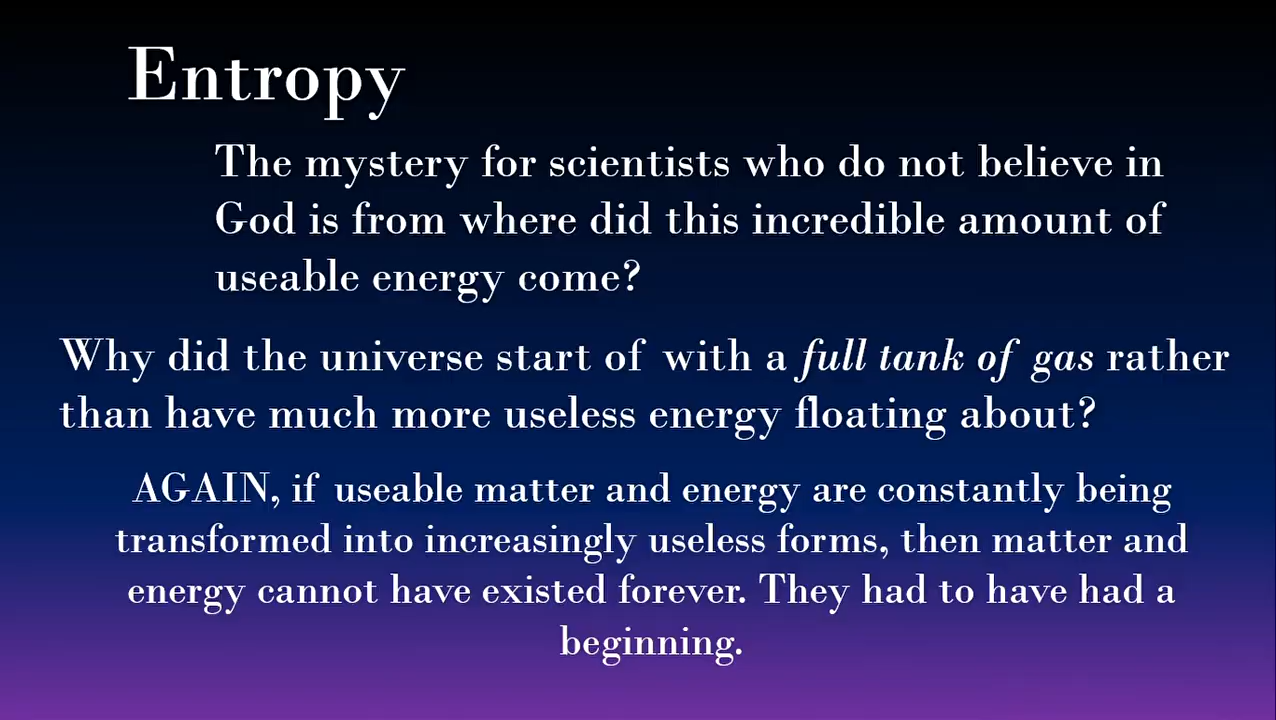 Entropy
The mystery for scientists who do not believe in
God is from where did this incredible amount of
useable energy come?
Why did the universe start of with a full tank of gas rather
than have much more useless energy floating about?
AGAIN, if useable matter and energy are constantly being
transformed into increasingly useless forms, then matter and
energy cannot have existed forever. They had to have had a
beginning.